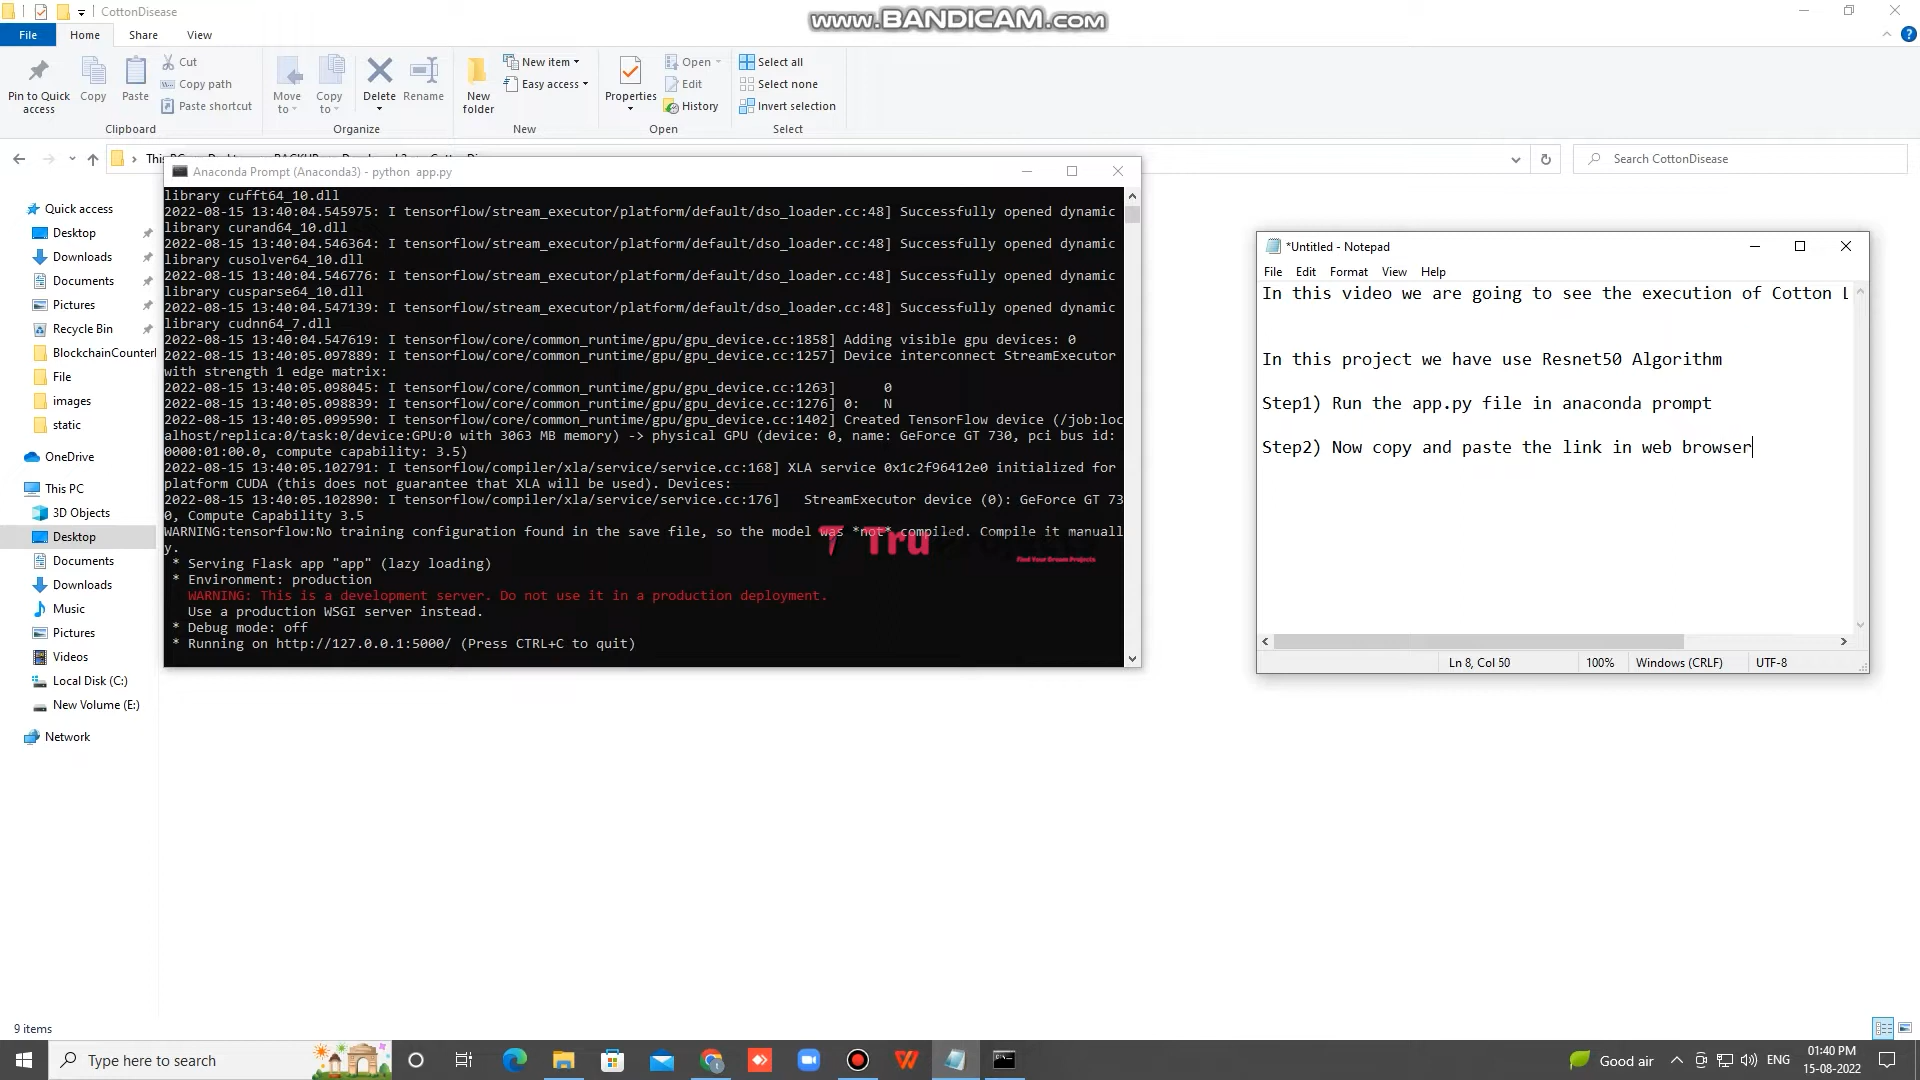 CottonDisease
www.BANDICAM.com
File Home Share View
Pin to Quick access
Copy
Paste
Cut
Copy path
Paste shortcut
Clipboard
Move to
Copy to
Delete
Rename
Organize
New folder
New item
Easy access
New
Properties
Open
Edit
History
Open
Select all
Select none
Invert selection
Select
Search CottonDisease
Quick access
Desktop
Downloads
Documents
Pictures
Recycle Bin
File
images
static
OneDrive
This PC
3D Objects
Desktop
Documents
Downloads
Music
Pictures
Videos
Local Disk (C:)
New Volume (E:)
Network
9 items
Anaconda Prompt (Anaconda3) - python app.py
library cufft64_10.dll
2022-08-15 13:40:04.545975: I tensorflow/stream_executor/platform/default/dso_loader.cc:48] Successfully opened dynamic
library curand64_10.dll
2022-08-15 13:40:04.546364: I tensorflow/stream_executor/platform/default/dso_loader.cc:48] Successfully opened dynamic
library cusolver64_10.dll
2022-08-15 13:40:04.546776: I tensorflow/stream_executor/platform/default/dso_loader.cc:48] Successfully opened dynamic
library cusparse64_10.dll
2022-08-15 13:40:04.547139: I tensorflow/stream_executor/platform/default/dso_loader.cc:48] Successfully opened dynamic
library cudnn64_7.dll
2022-08-15 13:40:04.547619: I tensorflow/core/common_runtime/gpu/gpu_device.cc:1858] Adding visible gpu devices: 0
2022-08-15 13:40:05.097889: I tensorflow/core/common_runtime/gpu/gpu_device.cc:1257] Device interconnect StreamExecutor
with strength 1 edge matrix:
2022-08-15 13:40:05.098045: I tensorflow/core/common_runtime/gpu/gpu_device.cc:1263]      0
2022-08-15 13:40:05.098839: I tensorflow/core/common_runtime/gpu/gpu_device.cc:1276] 0:   N
2022-08-15 13:40:05.099590: I tensorflow/core/common_runtime/gpu/gpu_device.cc:1402] Created TensorFlow device (/job:loc
alhost/replica:0/task:0/device:GPU:0 with 3063 MB memory) -> physical GPU (device: 0, name: GeForce GT 730, pci bus id:
0000:01:00.0, compute capability: 3.5)
2022-08-15 13:40:05.102791: I tensorflow/compiler/xla/service/service.cc:168] XLA service 0x1c2f96412e0 initialized for
platform CUDA (this does not guarantee that XLA will be used). Devices:
2022-08-15 13:40:05.102890: I tensorflow/compiler/xla/service/service.cc:176]   StreamExecutor device (0): GeForce GT 73
0, Compute Capability 3.5
WARNING:tensorflow:No training configuration found in the save file, so the model was *not* compiled. Compile it manuall
y.
* Serving Flask app "app" (lazy loading)
* Environment: production
WARNING: This is a development server. Do not use it in a production deployment.
Use a production WSGI server instead.
* Debug mode: off
* Running on http://127.0.0.1:5000/ (Press CTRL+C to quit)
Tru
Find Your Dream Projects
*Untitled - Notepad
File Edit Format View Help
In this video we are going to see the execution of Cotton L
In this project we have use Resnet50 Algorithm
Step1) Run the app.py file in anaconda prompt
Step2) Now copy and paste the link in web browser
Ln 8, Col 50 100% Windows (CRLF) UTF-8
Type here to search
Good air
ENG
01:40 PM
15-08-2022